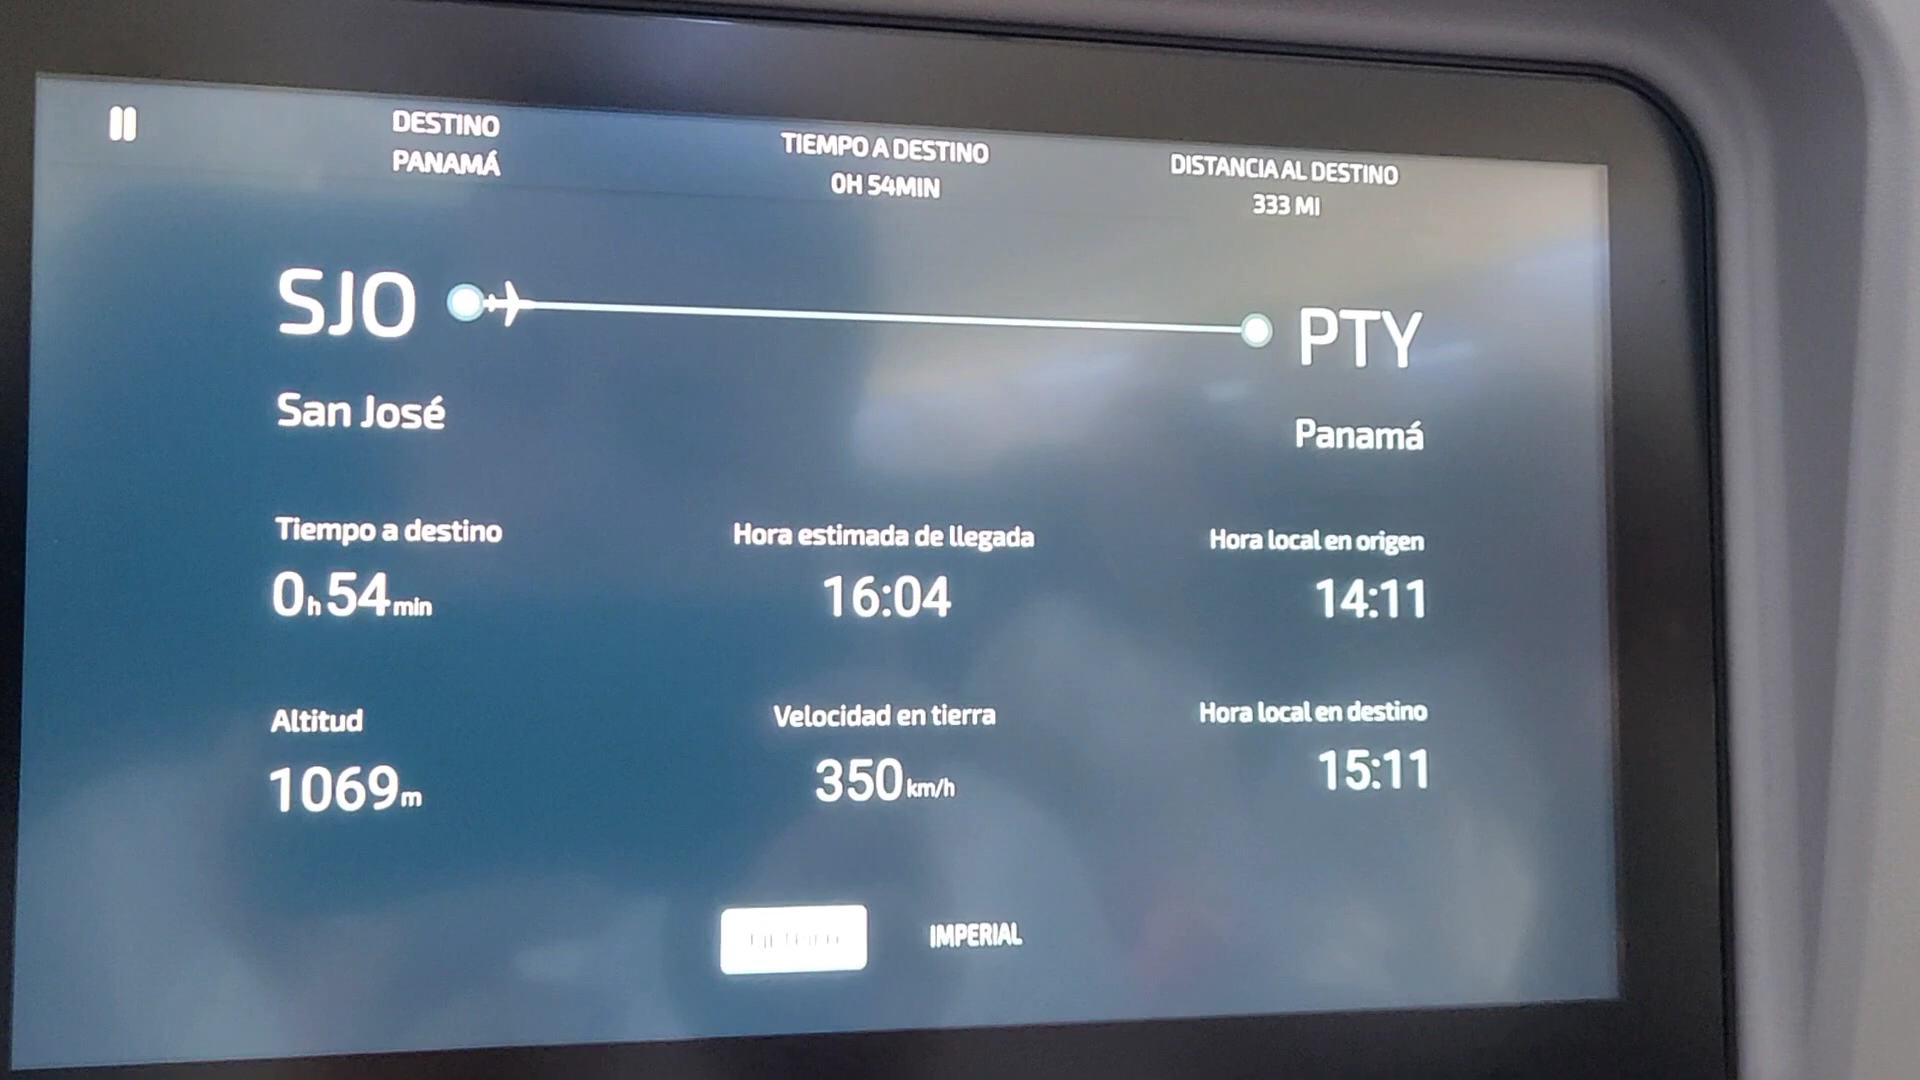 DESTINO
PANAMÁ
TIEMPO A DESTINO
0H 54MIN
DISTANCIA AL DESTINO
333 MI
SJO
PTY
San José
Panamá
Tiempo a destino
0h 54min
Hora estimada de llegada
16:04
Hora local en origen
14:11
Altitud
1069m
Velocidad en tierra
350km/h
Hora local en destino
15:11
IMPERIAL